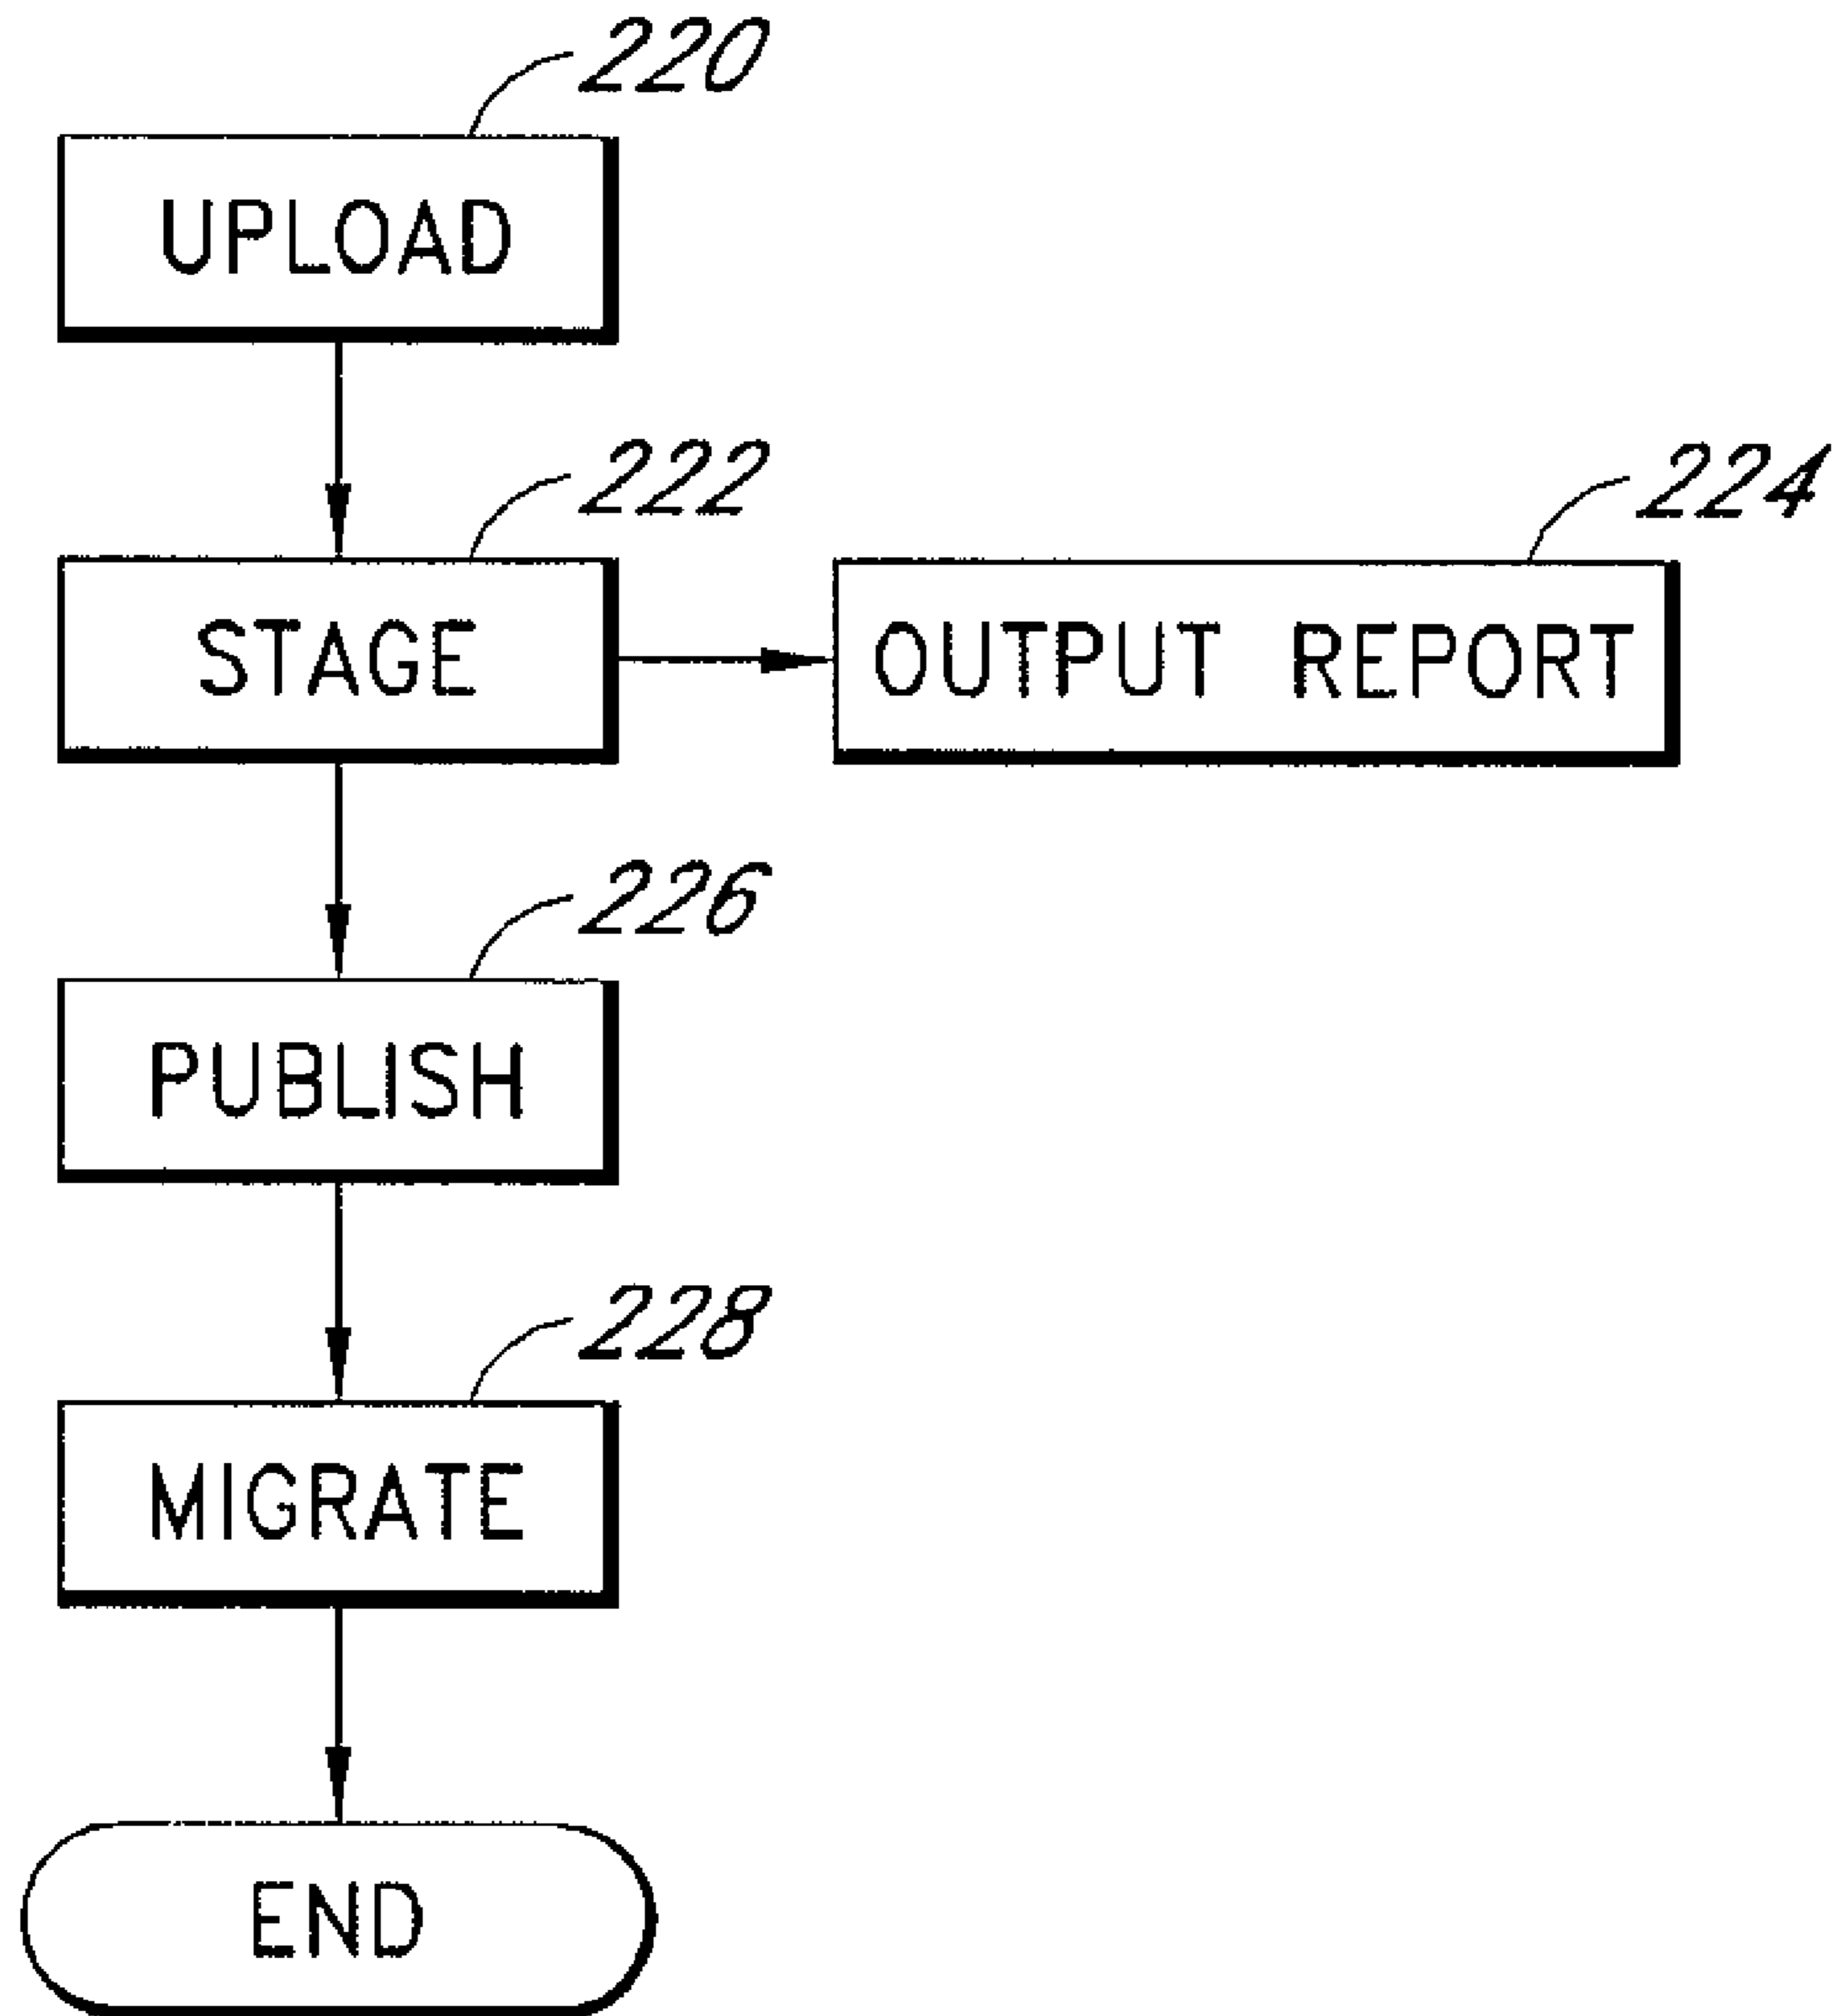 220
UPLOAD
222
STAGE
224
OUTPUT REPORT
226
PUBLISH
228
MIGRATE
END